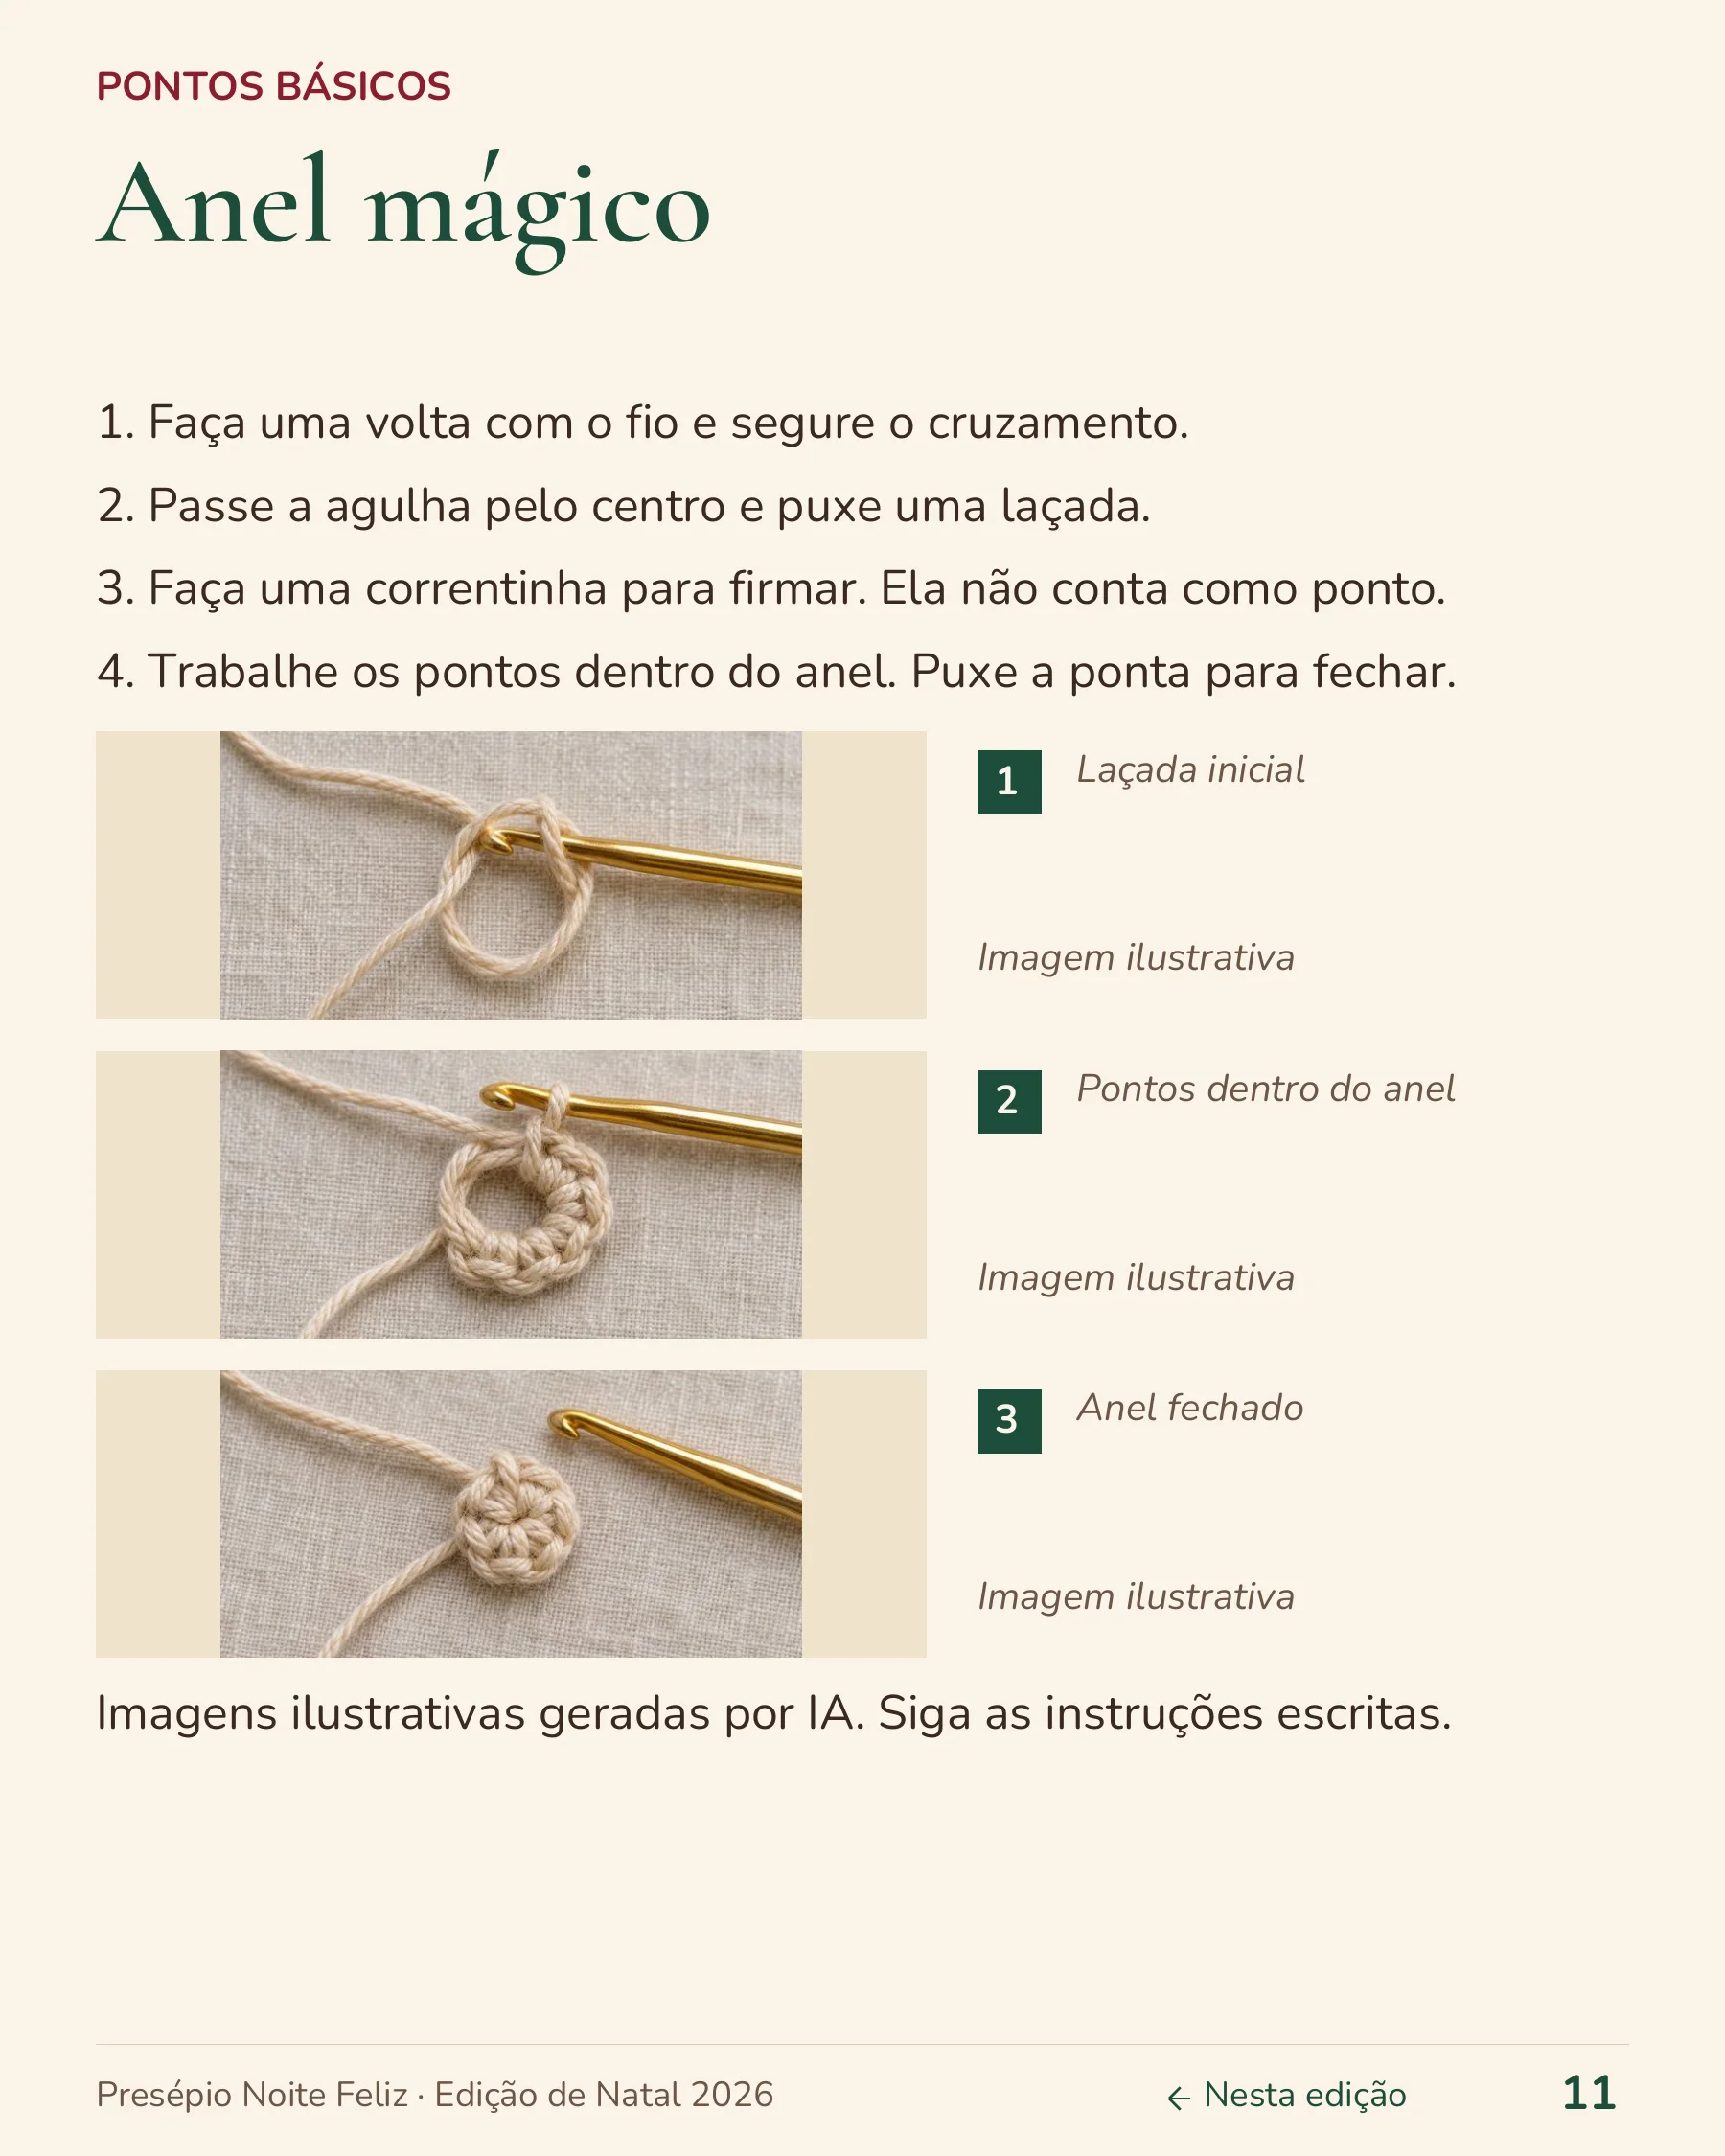 PONTOS BÁSICOS
Anel mágico
1. Faça uma volta com o fio e segure o cruzamento.
2. Passe a agulha pelo centro e puxe uma laçada.
3. Faça uma correntinha para firmar. Ela não conta como ponto.
4. Trabalhe os pontos dentro do anel. Puxe a ponta para fechar.
1 Laçada inicial
Imagem ilustrativa
2 Pontos dentro do anel
Imagem ilustrativa
3 Anel fechado
Imagem ilustrativa
Imagens ilustrativas geradas por IA. Siga as instruções escritas.
Presépio Noite Feliz · Edição de Natal 2026 ← Nesta edição 11